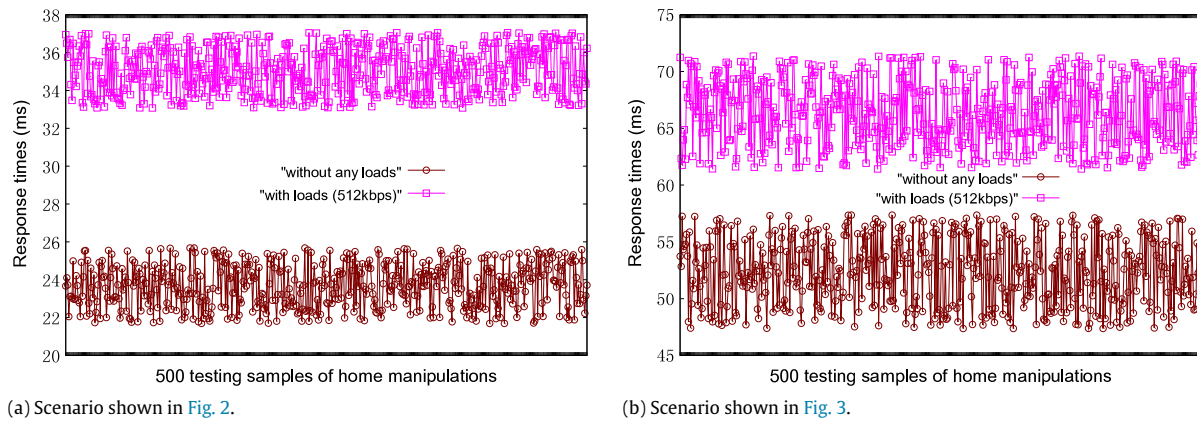 38
36
34
32
30
28
26
24
22
20
Response times (ms)
"without any loads"
"with loads (512kbps)"
500 testing samples of home manipulations
(a) Scenario shown in Fig. 2.
75
70
65
60
55
50
45
Response times (ms)
"without any loads"
"with loads (512kbps)"
500 testing samples of home manipulations
(b) Scenario shown in Fig. 3.